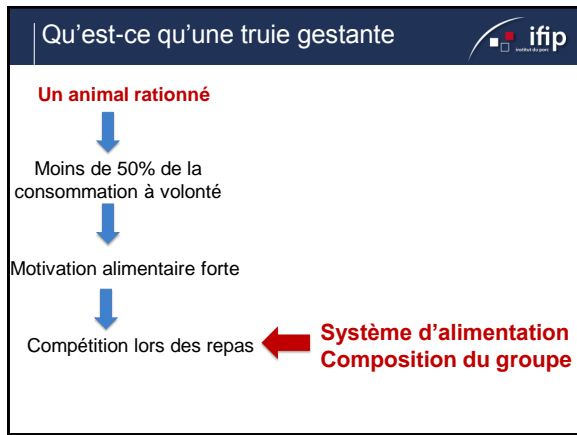 Qu'est-ce qu'une truie gestante
ifip
institut du porc
Un animal rationné
Moins de 50% de la
consommation à volonté
Motivation alimentaire forte
Compétition lors des repas
Système d'alimentation
Composition du groupe